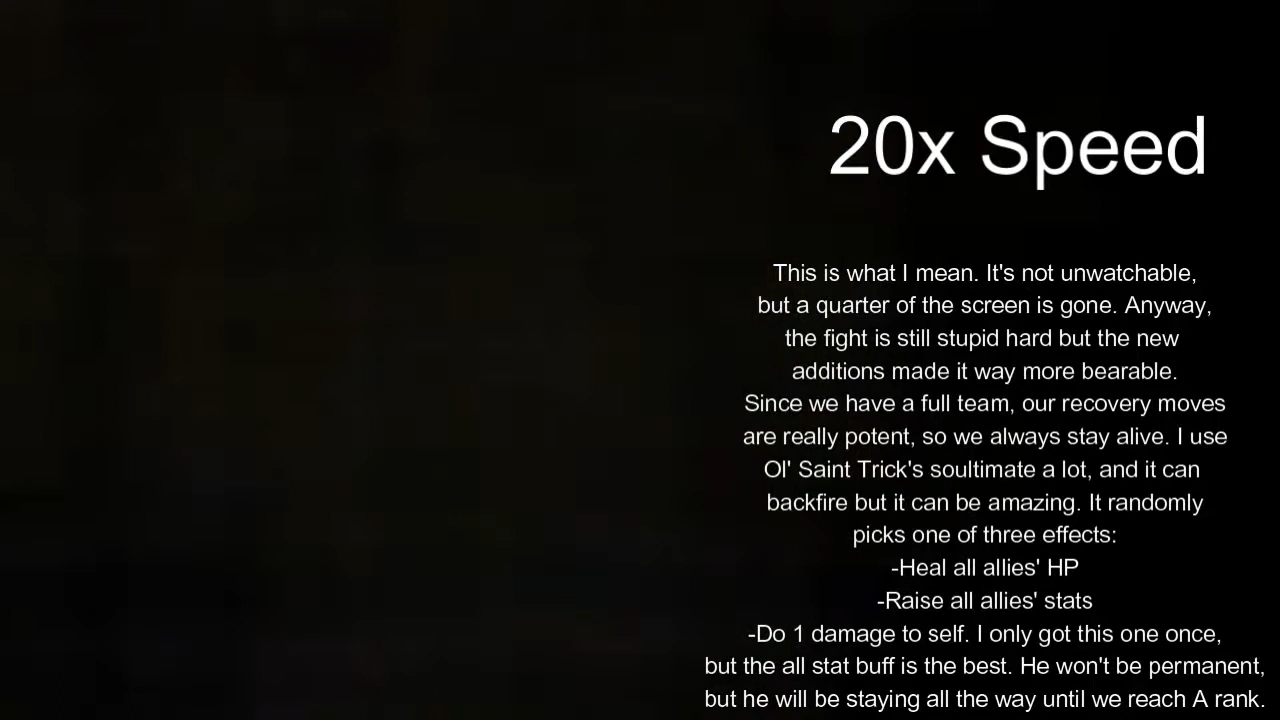 20x Speed
This is what I mean. It's not unwatchable,
but a quarter of the screen is gone. Anyway,
the fight is still stupid hard but the new
additions made it way more bearable.
Since we have a full team, our recovery moves
are really potent, so we always stay alive. I use
Ol' Saint Trick's soultimate a lot, and it can
backfire but it can be amazing. It randomly
picks one of three effects:
-Heal all allies' HP
-Raise all allies' stats
-Do 1 damage to self. I only got this one once,
but the all stat buff is the best. He won't be permanent,
but he will be staying all the way until we reach A rank.